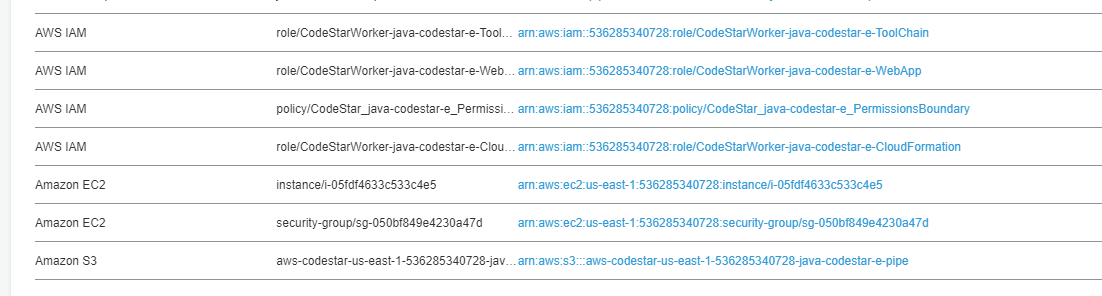 AWS IAM role/CodeStarWorker-java-codestar-e-Tool... arn:aws:iam::536285340728:role/CodeStarWorker-java-codestar-e-ToolChain
AWS IAM role/CodeStarWorker-java-codestar-e-Web... arn:aws:iam::536285340728:role/CodeStarWorker-java-codestar-e-WebApp
AWS IAM policy/CodeStar_java-codestar-e_Permissi... arn:aws:iam::536285340728:policy/CodeStar_java-codestar-e_PermissionsBoundary
AWS IAM role/CodeStarWorker-java-codestar-e-Clou... arn:aws:iam::536285340728:role/CodeStarWorker-java-codestar-e-CloudFormation
Amazon EC2 instance/i-05fdf4633c533c4e5 arn:aws:ec2:us-east-1:536285340728:instance/i-05fdf4633c533c4e5
Amazon EC2 security-group/sg-050bf849e4230a47d arn:aws:ec2:us-east-1:536285340728:security-group/sg-050bf849e4230a47d
Amazon S3 aws-codestar-us-east-1-536285340728-jav... arn:aws:s3:::aws-codestar-us-east-1-536285340728-java-codestar-e-pipe